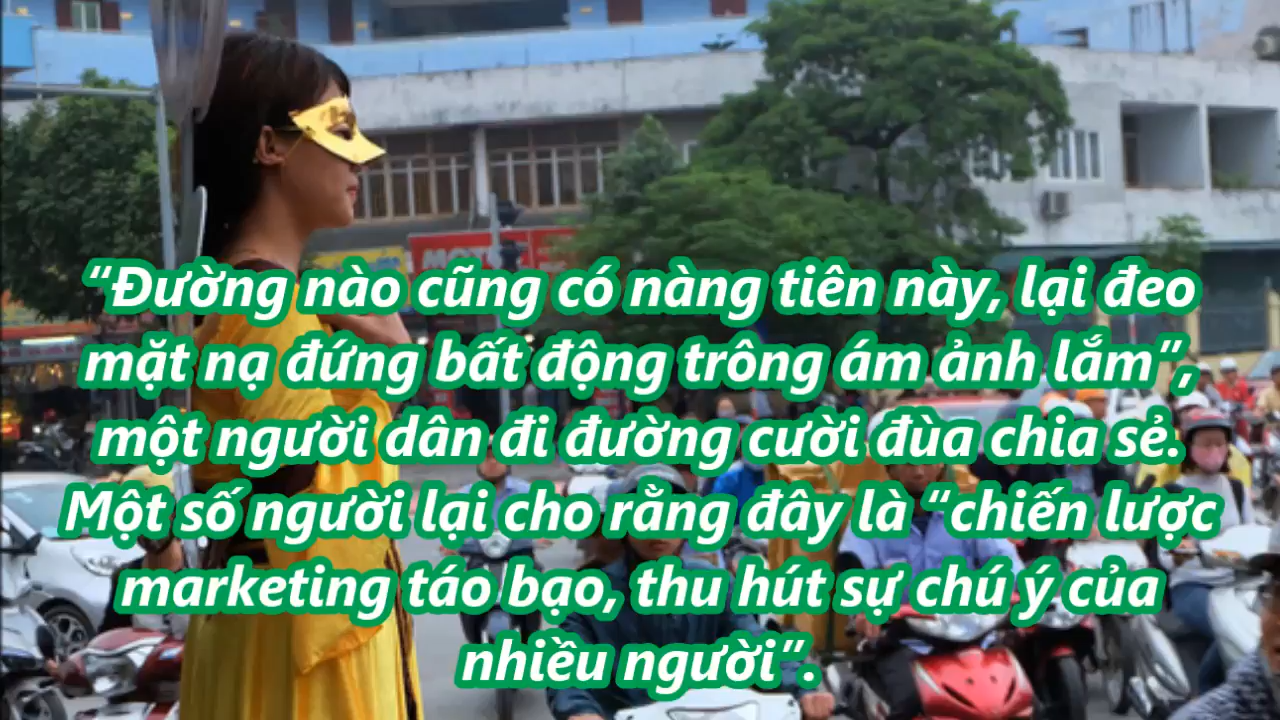 MOTO
“Đường nào cũng có nàng tiên này, lại đeo
mặt nạ đứng bất động trông ám ảnh lắm”,
một người dân đi đường cười đùa chia sẻ.
Một số người lại cho rằng đây là “chiến lược
marketing táo bạo, thu hút sự chú ý của
nhiều người”.